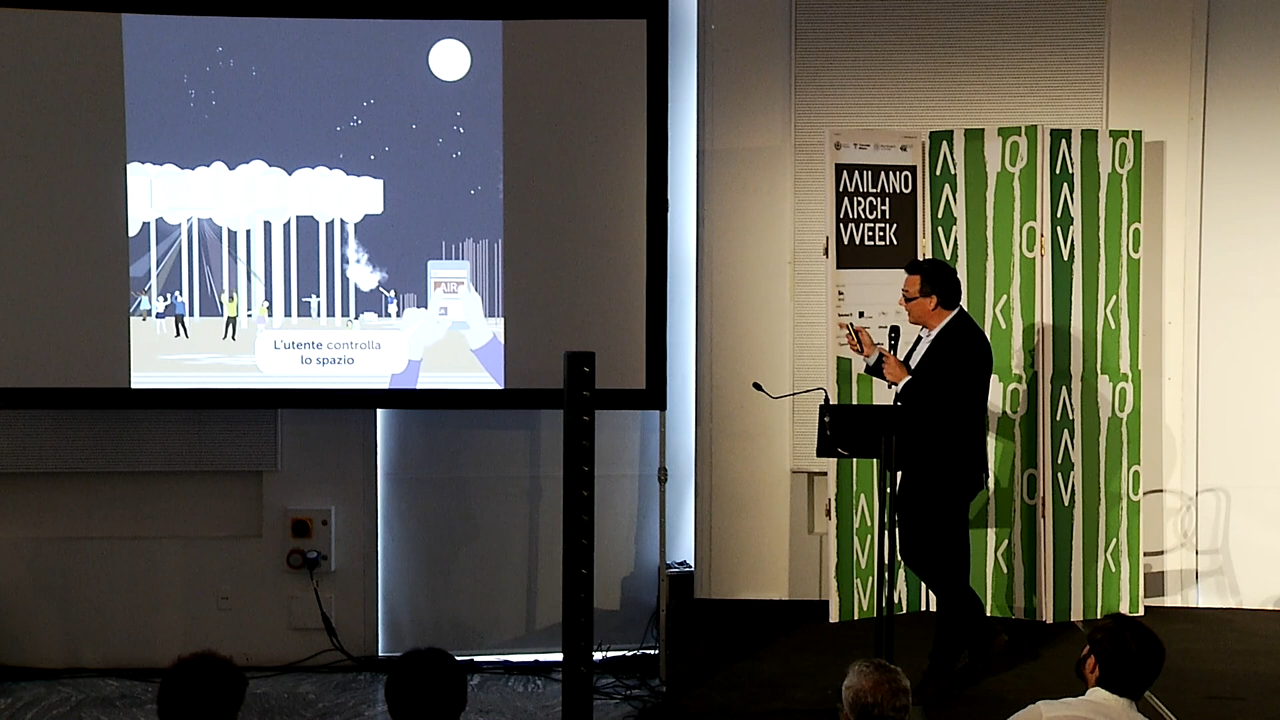 AIR
L'utente controlla
lo spazio
MILANO
ARCH
WEEK